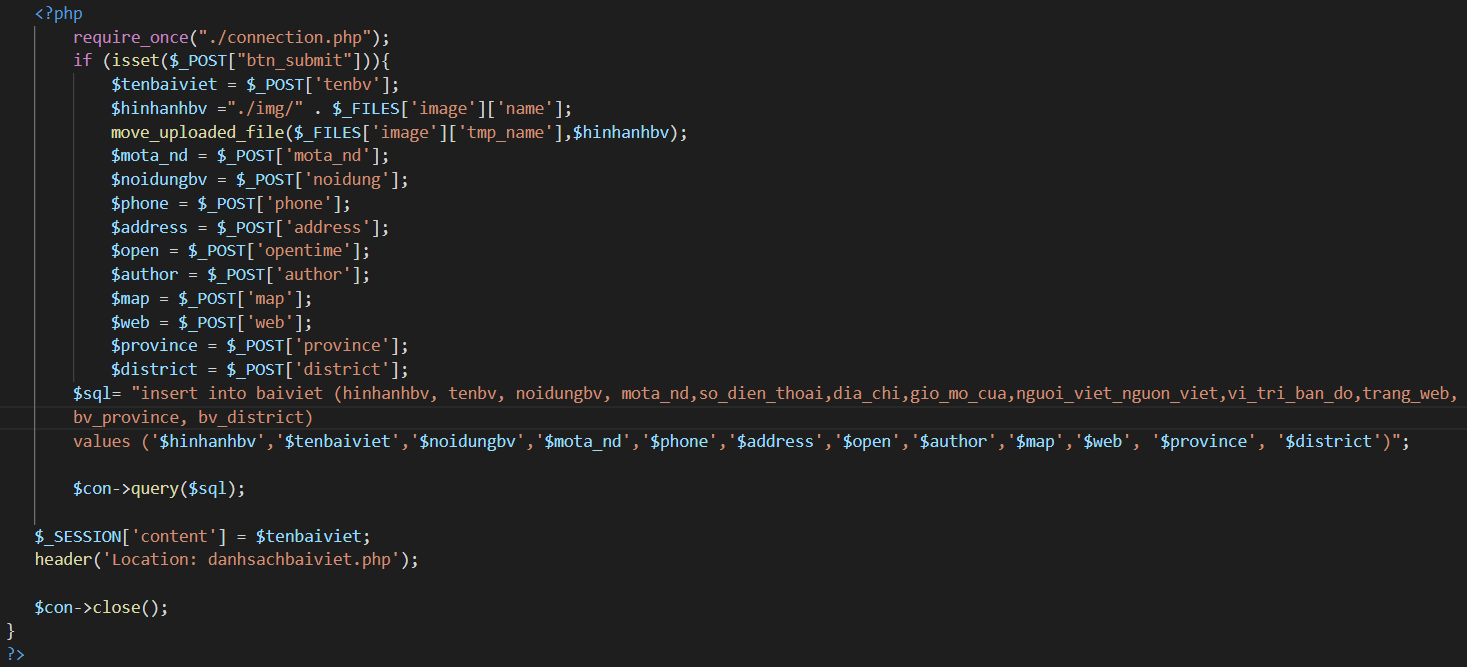 <?php
require_once("./connection.php");
if (isset($_POST["btn_submit"])){
$tenbaiviet = $_POST['tenbv'];
$hinhanhbv ="./img/" . $_FILES['image']['name'];
move_uploaded_file($_FILES['image']['tmp_name'],$hinhanhbv);
$mota_nd = $_POST['mota_nd'];
$noidungbv = $_POST['noidung'];
$phone = $_POST['phone'];
$address = $_POST['address'];
$open = $_POST['opentime'];
$author = $_POST['author'];
$map = $_POST['map'];
$web = $_POST['web'];
$province = $_POST['province'];
$district = $_POST['district'];
$sql= "insert into baiviet (hinhanhbv, tenbv, noidungbv, mota_nd,so_dien_thoai,dia_chi,gio_mo_cua,nguoi_viet_nguon_viet,vi_tri_ban_do,trang_web,
bv_province, bv_district)
values ('$hinhanhbv','$tenbaiviet','$noidungbv','$mota_nd','$phone','$address','$open','$author','$map','$web', '$province', '$district')";
$con->query($sql);
$_SESSION['content'] = $tenbaiviet;
header('Location: danhsachbaiviet.php');
$con->close();
}
?>